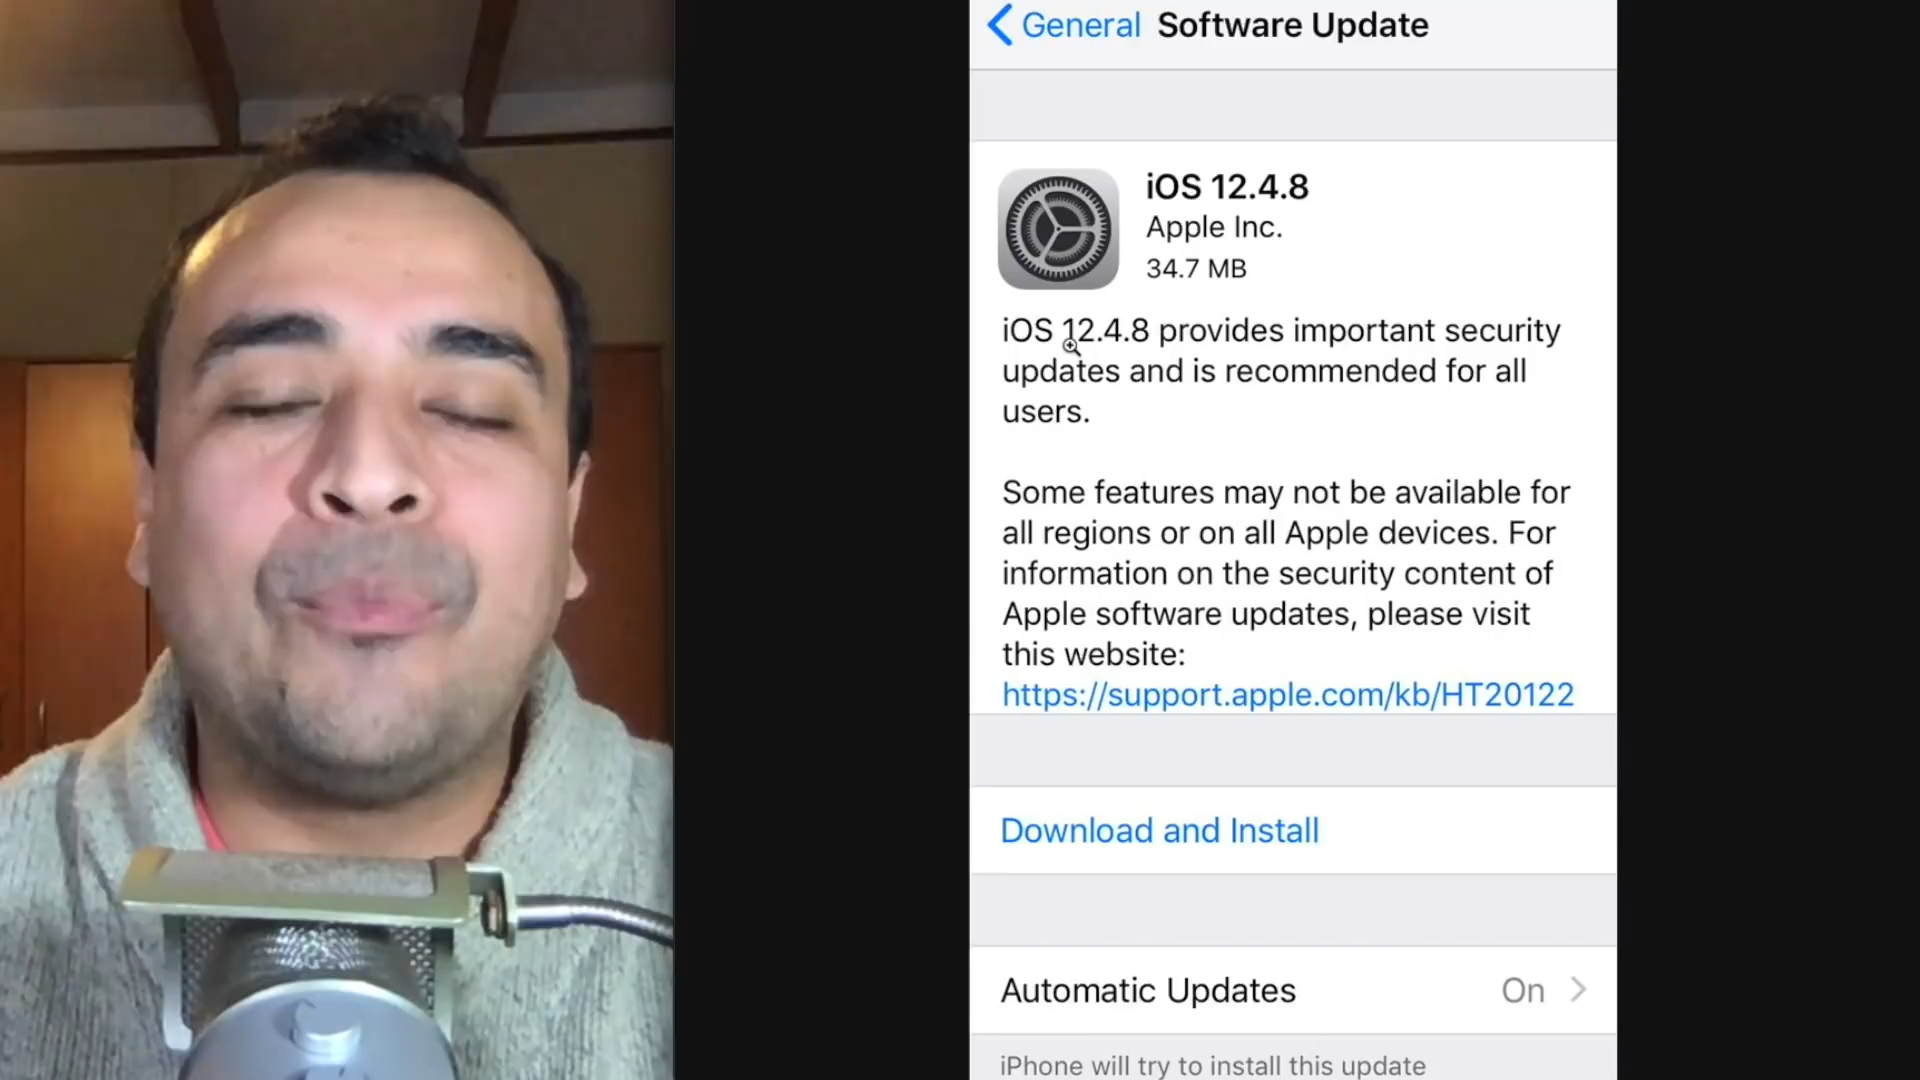 General Software Update
iOS 12.4.8
Apple Inc.
34.7 MB
iOS 12.4.8 provides important security
updates and is recommended for all
users.
Some features may not be available for
all regions or on all Apple devices. For
information on the security content of
Apple software updates, please visit
this website:
https://support.apple.com/kb/HT20122
Download and Install
Automatic Updates On
iPhone will try to install this update